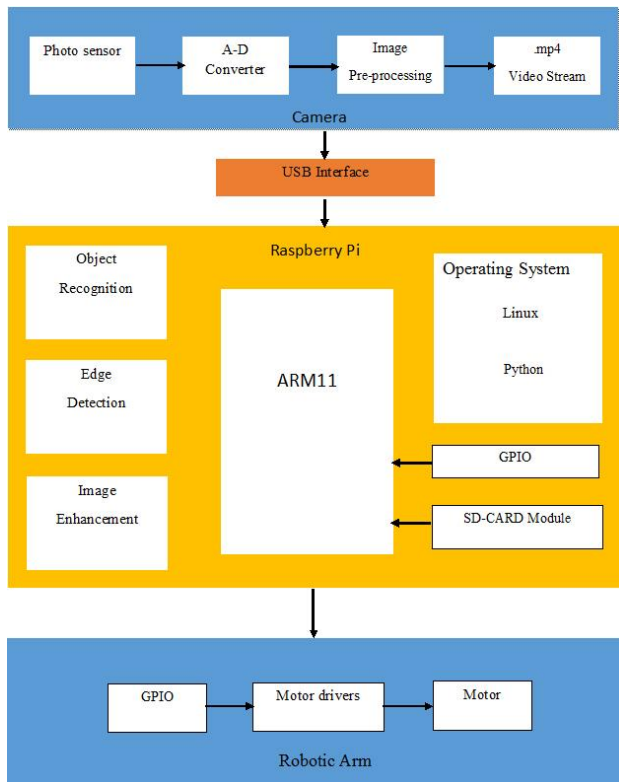 Photo sensor
A-D
Converter
Image
Pre-processing
.mp4
Video Stream
Camera
USB Interface
Raspberry Pi
Object
Recognition
Edge
Detection
Image
Enhancement
ARM11
Operating System
Linux
Python
GPIO
SD-CARD Module
GPIO
Motor drivers
Motor
Robotic Arm